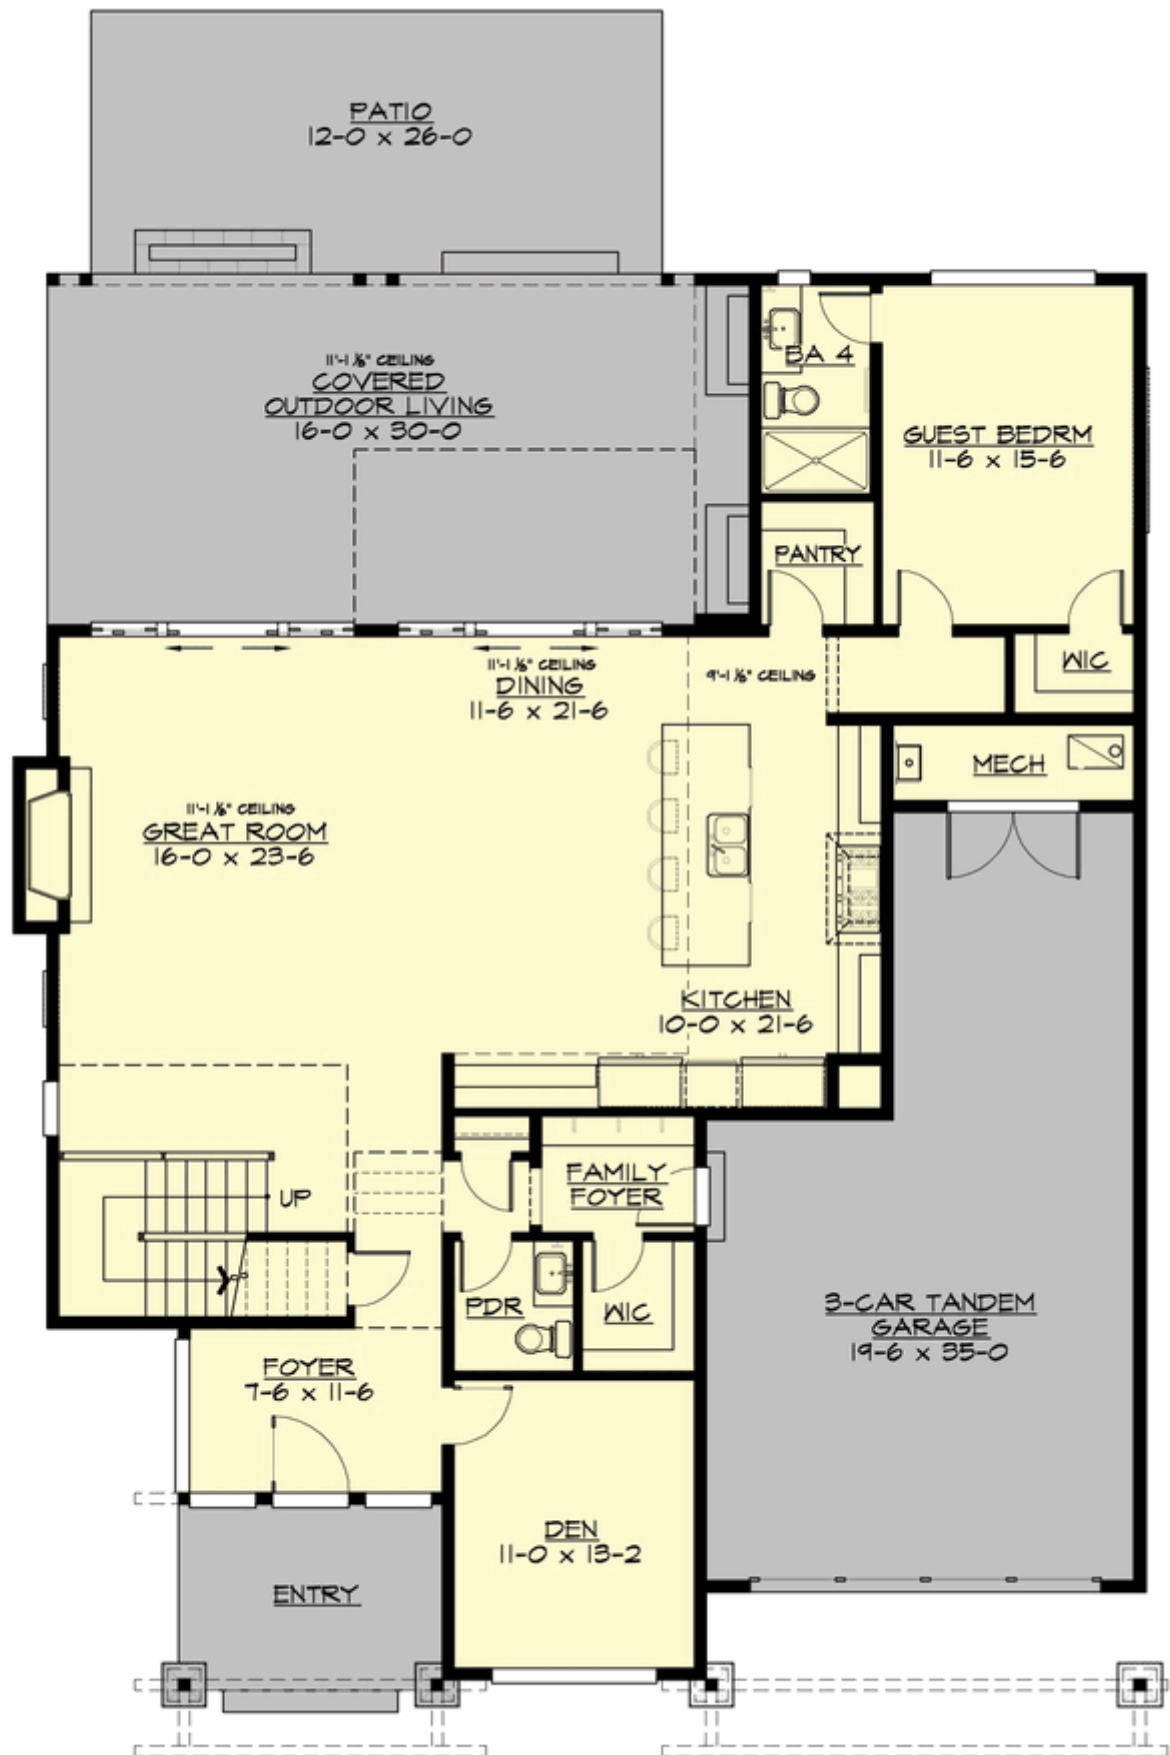 PATIO
12-0 x 26-0
11'-1 1/8" CEILING
COVERED
OUTDOOR LIVING
16-0 x 30-0
BA 4
GUEST BEDRM
11-6 x 15-6
PANTRY
11'-1 1/8" CEILING
DINING
11-6 x 21-6
9'-1 1/8" CEILING
WIC
MECH
11'-1 1/8" CEILING
GREAT ROOM
16-0 x 23-6
KITCHEN
10-0 x 21-6
FAMILY
FOYER
UP
PDR
WIC
3-CAR TANDEM
GARAGE
19-6 x 35-0
FOYER
7-6 x 11-6
DEN
11-0 x 13-2
ENTRY